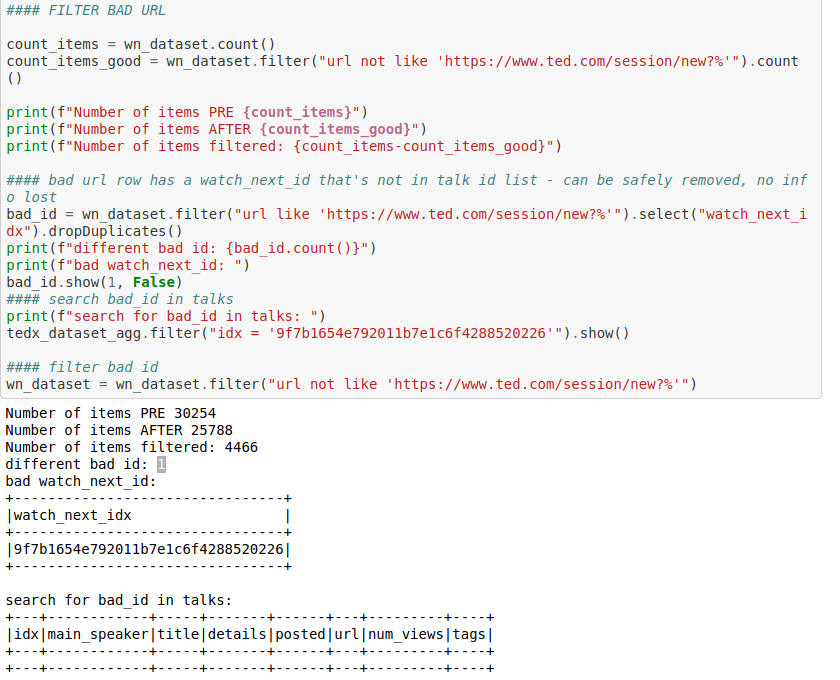 #### FILTER BAD URL
count_items = wn_dataset.count()
count_items_good = wn_dataset.filter("url not like 'https://www.ted.com/session/new?%'").count
()
print(f"Number of items PRE {count_items}")
print(f"Number of items AFTER {count_items_good}")
print(f"Number of items filtered: {count_items-count_items_good}")
#### bad url row has a watch_next_id that's not in talk id list - can be safely removed, no inf
o lost
bad_id = wn_dataset.filter("url like 'https://www.ted.com/session/new?%'").select("watch_next_i
dx").dropDuplicates()
print(f"different bad id: {bad_id.count()}")
print(f"bad watch_next_id: ")
bad_id.show(1, False)
#### search bad_id in talks
print(f"search for bad_id in talks: ")
tedx_dataset_agg.filter("idx = '9f7b1654e792011b7e1c6f4288520226'").show()
#### filter bad id
wn_dataset = wn_dataset.filter("url not like 'https://www.ted.com/session/new?%'")
Number of items PRE 30254
Number of items AFTER 25788
Number of items filtered: 4466
different bad id: 1
bad watch_next_id:
+--------------------------------+
|watch_next_idx                  |
+--------------------------------+
|9f7b1654e792011b7e1c6f4288520226|
+--------------------------------+
search for bad_id in talks:
+---+------------+-----+-------+------+---+---------+----+
|idx|main_speaker|title|details|posted|url|num_views|tags|
+---+------------+-----+-------+------+---+---------+----+
+---+------------+-----+-------+------+---+---------+----+